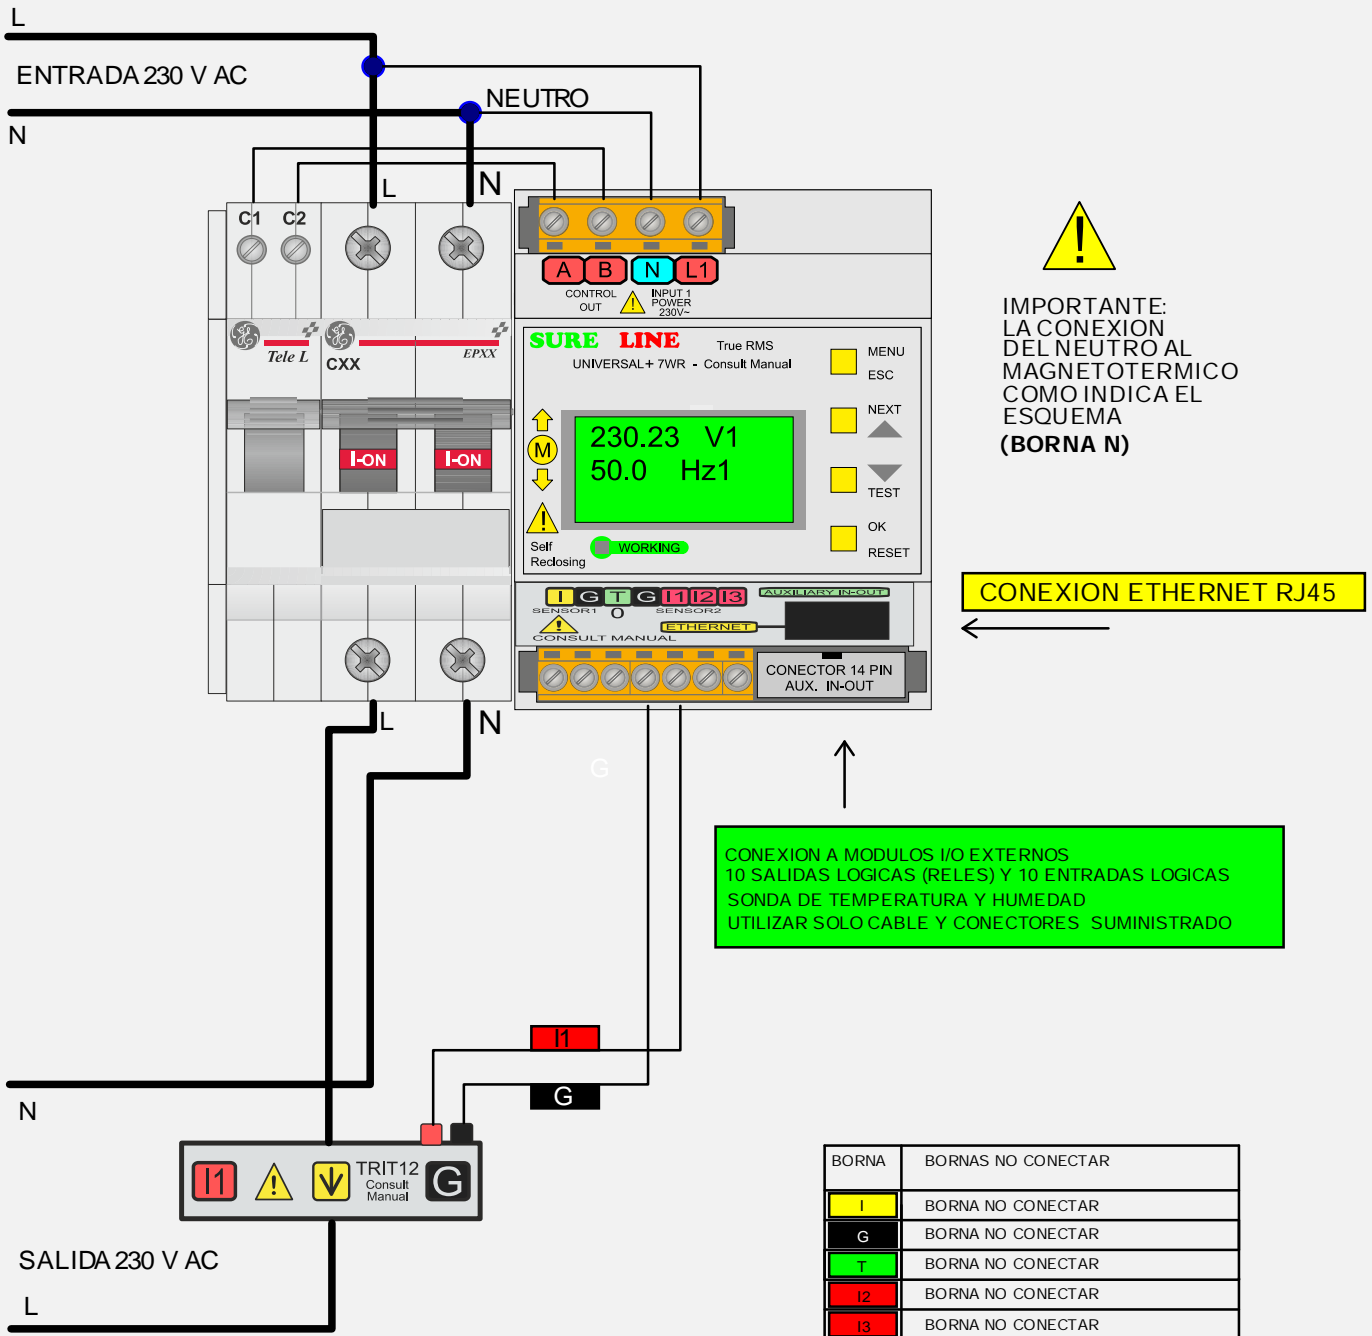 L
ENTRADA 230 V AC
NEUTRO
N
L
N
C1 C2
A B N L1
CONTROL OUT
INPUT 1 POWER 230V~
Tele L
CXX
EPXX
SURE LINE True RMS
UNIVERSAL+ 7WR - Consult Manual
MENU
ESC
NEXT
TEST
OK
RESET
M
230.23 V1
50.0 Hz1
I-ON
I-ON
Self
Reclosing
WORKING
I G T G I1 I2 I3
AUXILIARY IN-OUT
SENSOR1 O SENSOR2
ETHERNET
CONSULT MANUAL
CONECTOR 14 PIN
AUX. IN-OUT
IMPORTANTE:
LA CONEXION
DEL NEUTRO AL
MAGNETOTERMICO
COMO INDICA EL
ESQUEMA
(BORNA N)
CONEXION ETHERNET RJ45
L
N
G
CONEXION A MODULOS I/O EXTERNOS
10 SALIDAS LOGICAS (RELES) Y 10 ENTRADAS LOGICAS
SONDA DE TEMPERATURA Y HUMEDAD
UTILIZAR SOLO CABLE Y CONECTORES SUMINISTRADO
I1
G
N
I1
TRIT12
Consult
Manual
G
SALIDA 230 V AC
L
BORNA BORNAS NO CONECTAR
I BORNA NO CONECTAR
G BORNA NO CONECTAR
T BORNA NO CONECTAR
I2 BORNA NO CONECTAR
I3 BORNA NO CONECTAR